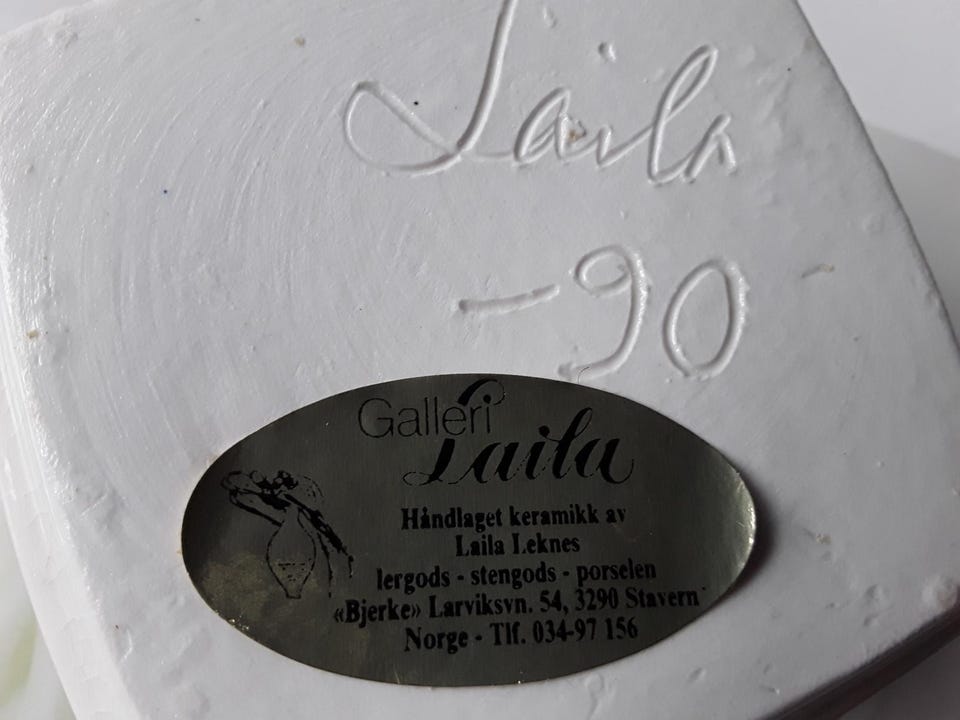 Laila
-90
Galleri
Laila
Håndlaget keramikk av
Laila Leknes
lergods - stengods - porselen
«Bjerke» Larviksvn. 54, 3290 Stavern
Norge - Tlf. 034-97 156